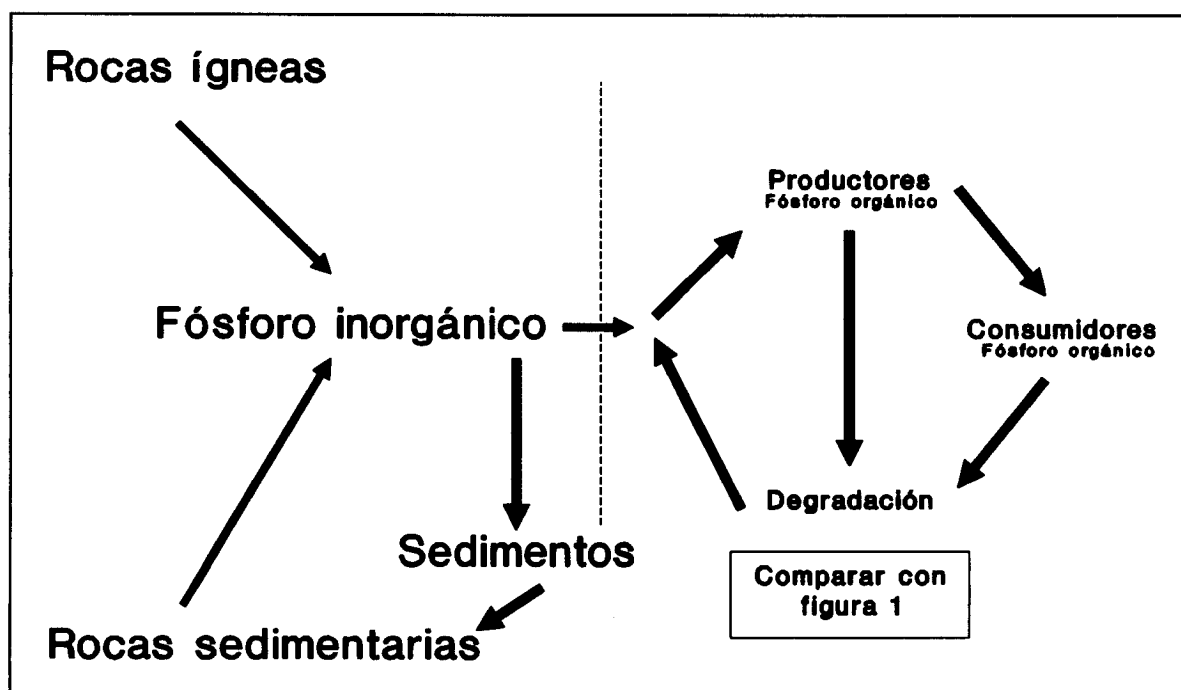 Rocas ígneas
Productores
Fósforo orgánico
Fósforo inorgánico
Consumidores
Fósforo orgánico
Degradación
Sedimentos
Comparar con
figura 1
Rocas sedimentarias